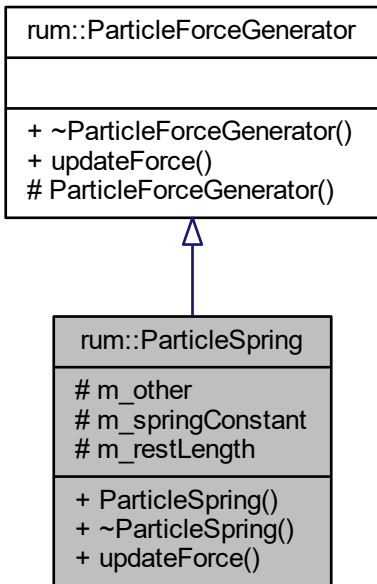 rum::ParticleForceGenerator
+ ~ParticleForceGenerator()
+ updateForce()
# ParticleForceGenerator()
rum::ParticleSpring
# m_other
# m_springConstant
# m_restLength
+ ParticleSpring()
+ ~ParticleSpring()
+ updateForce()